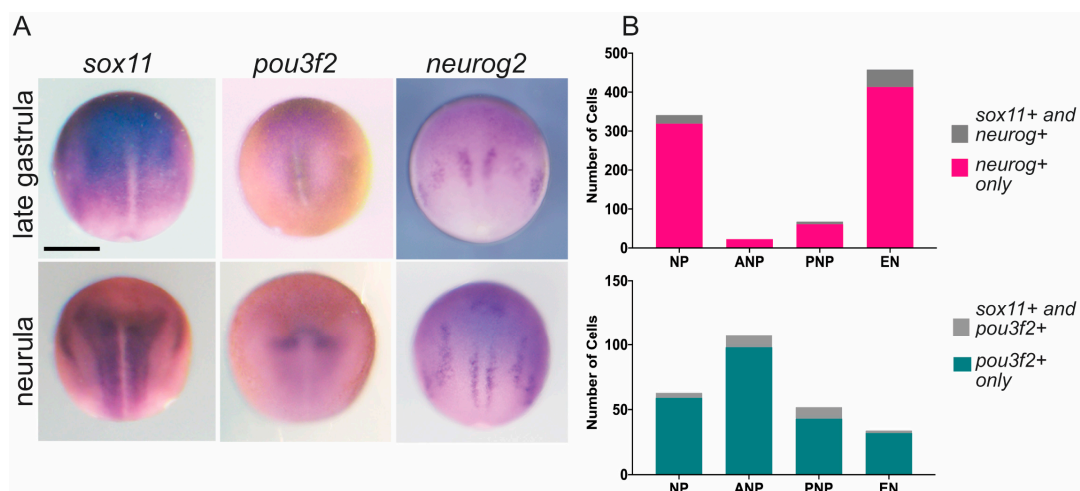 A
B
sox11 pou3f2 neurog2
late gastrula
neurula
Number of Cells
500
400
300
200
100
0
NP ANP PNP EN
sox11+ and
neurog+
neurog+
only
Number of Cells
150
100
50
0
NP ANP PNP EN
sox11+ and
pou3f2+
pou3f2+
only